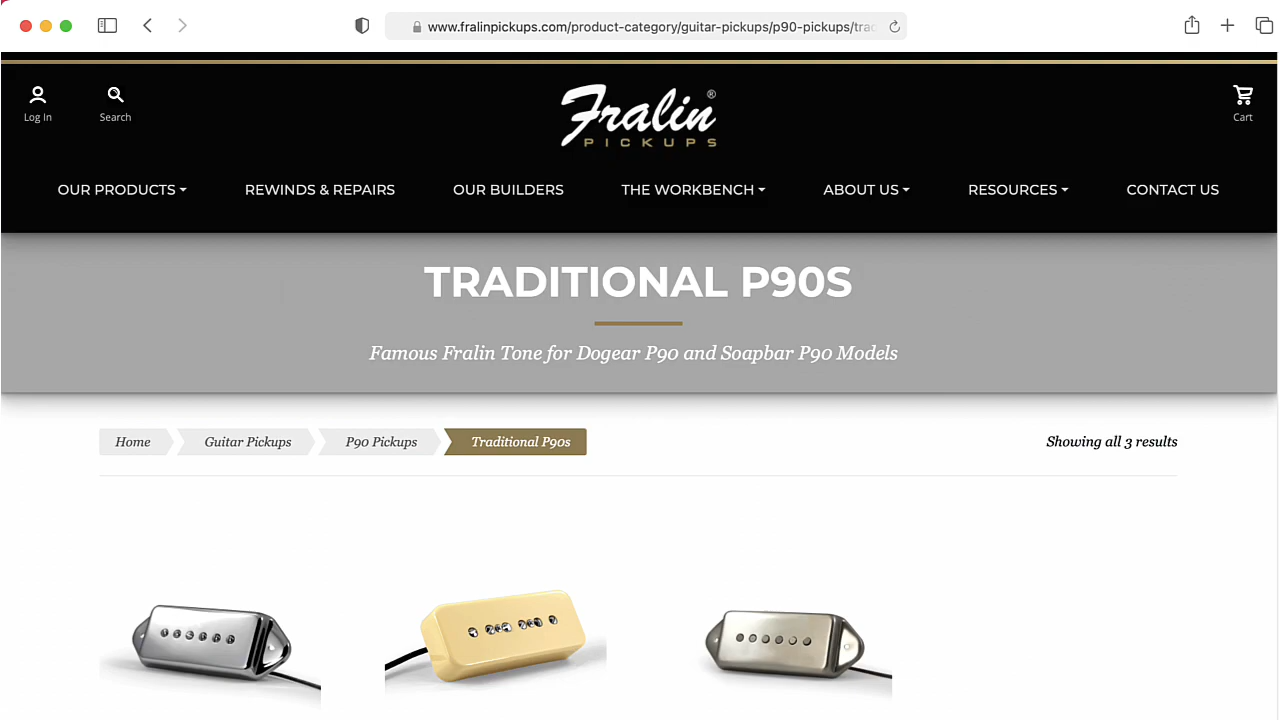 www.fralinpickups.com/product-category/guitar-pickups/p90-pickups/trac
Log In
Search
Fralin®
PICKUPS
Cart
OUR PRODUCTS
REWINDS & REPAIRS
OUR BUILDERS
THE WORKBENCH
ABOUT US
RESOURCES
CONTACT US
TRADITIONAL P90S
Famous Fralin Tone for Dogear P90 and Soapbar P90 Models
Home
Guitar Pickups
P90 Pickups
Traditional P90s
Showing all 3 results